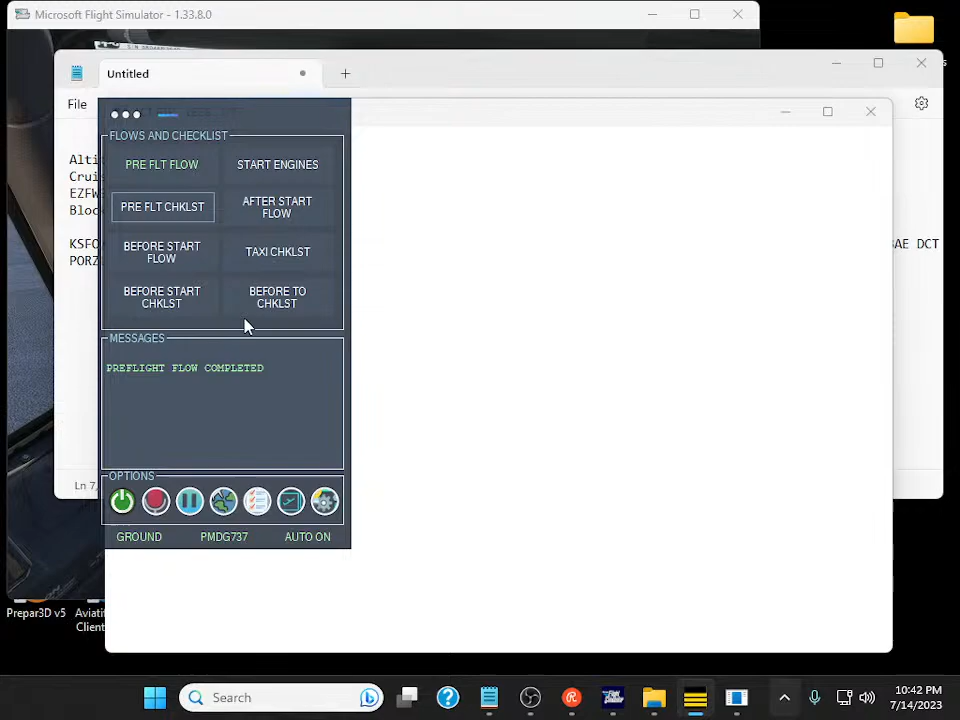 Microsoft Flight Simulator - 1.33.8.0
Untitled
File
FLOWS AND CHECKLIST
PRE FLT FLOW
START ENGINES
PRE FLT CHKLST
AFTER START
FLOW
BEFORE START
FLOW
TAXI CHKLST
BEFORE START
CHKLST
BEFORE TO
CHKLST
MESSAGES
PREFLIGHT FLOW COMPLETED
OPTIONS
GROUND
PMDG737
AUTO ON
Alti
Crui
EZFW
Bloc
KSFO
AE DCT
PORZ
Ln 7,
Prepar3D v5
Aviati
Client
Search
10:42 PM
7/14/2023